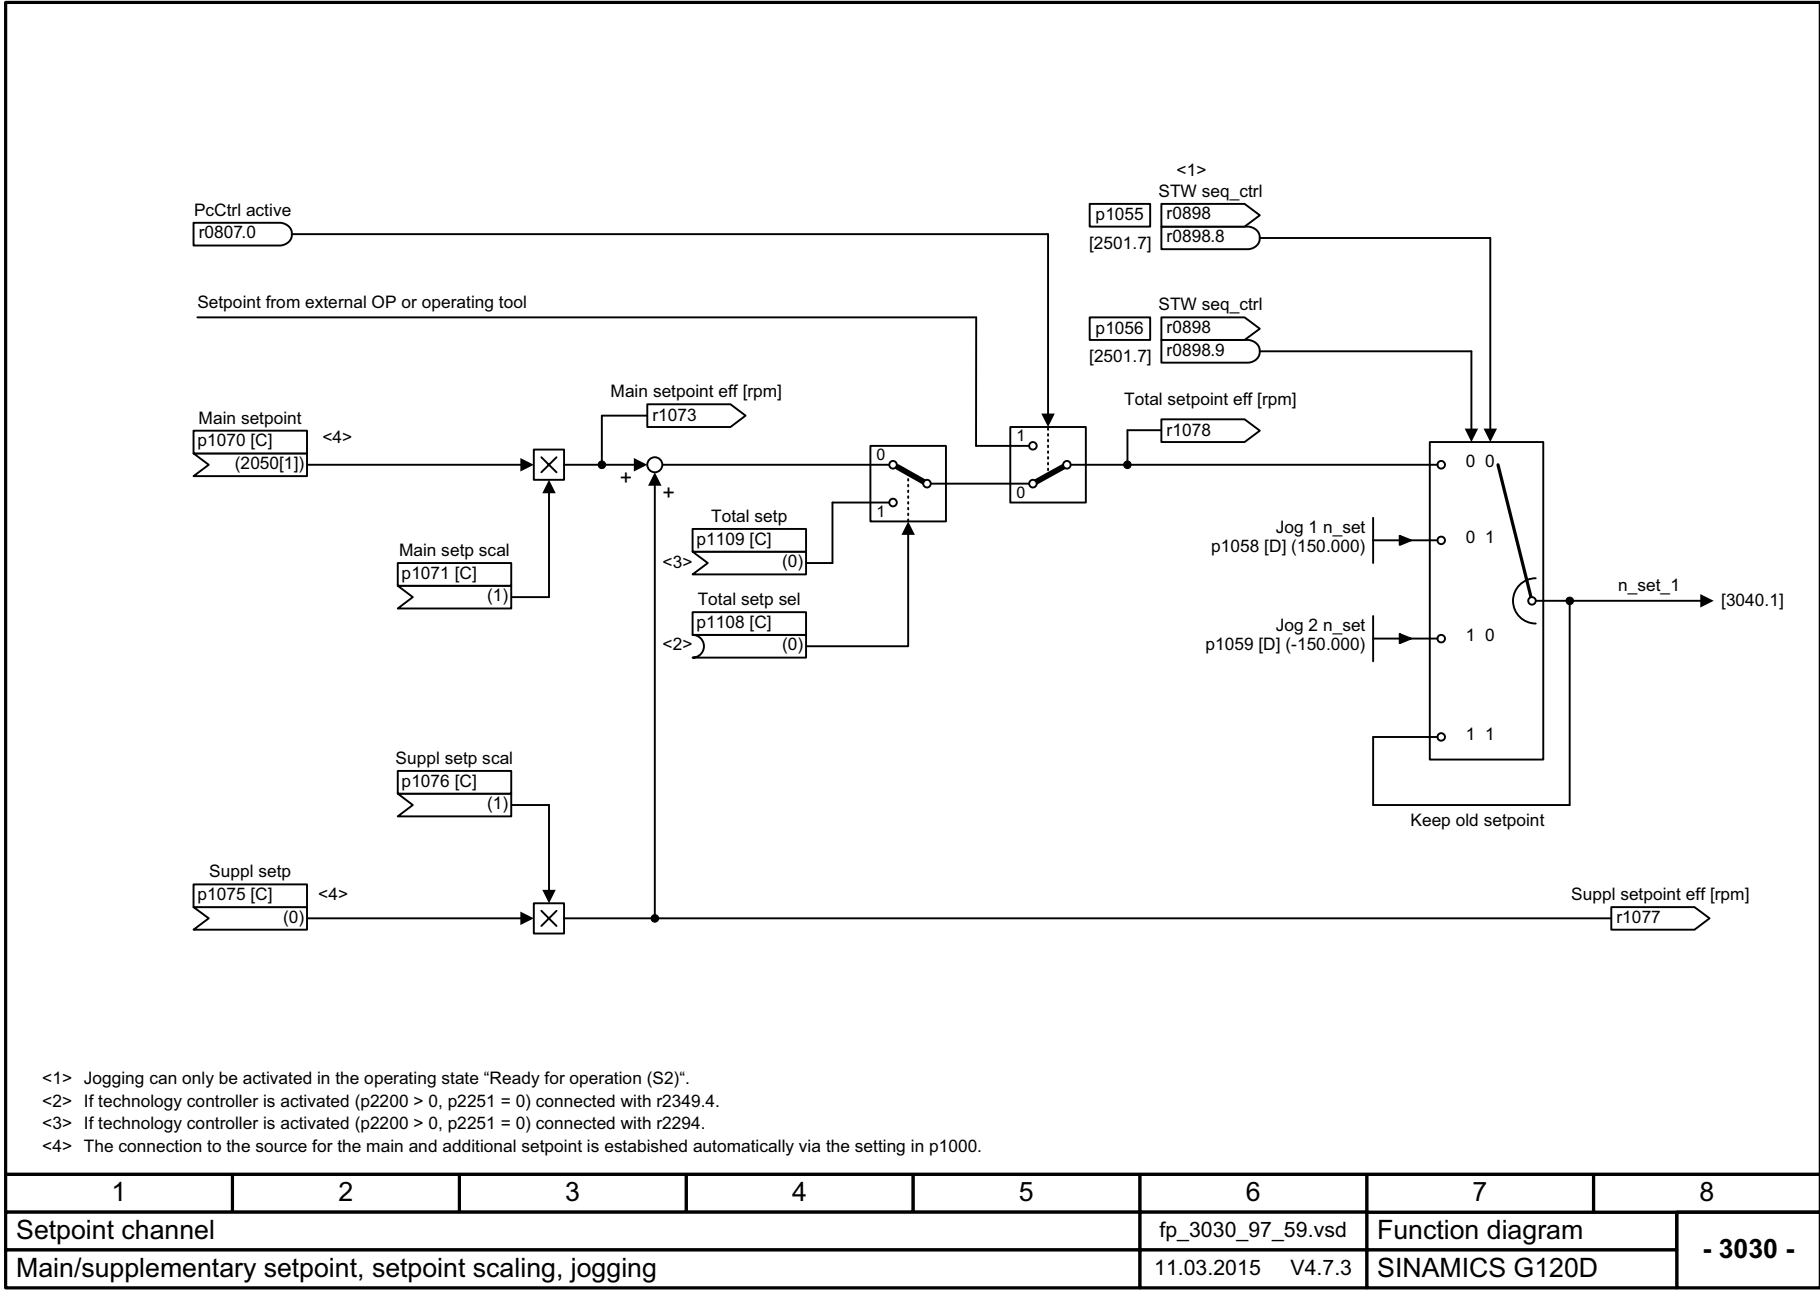 <1>
STW seq_ctrl
p1055
r0898
[2501.7]
r0898.8
PcCtrl active
r0807.0
Setpoint from external OP or operating tool
STW seq_ctrl
p1056
r0898
[2501.7]
r0898.9
Main setpoint eff [rpm]
r1073
Total setpoint eff [rpm]
r1078
Main setpoint
p1070 [C]
<4>
(2050[1])
+
+
0
1
1
0
0 0
Total setp
p1109 [C]
<3>
(0)
Main setp scal
p1071 [C]
(1)
Total setp sel
p1108 [C]
<2>
(0)
Jog 1 n_set
p1058 [D] (150.000)
0 1
n_set_1
[3040.1]
Jog 2 n_set
p1059 [D] (-150.000)
1 0
1 1
Keep old setpoint
Suppl setp scal
p1076 [C]
(1)
Suppl setp
p1075 [C]
<4>
(0)
Suppl setpoint eff [rpm]
r1077
<1> Jogging can only be activated in the operating state “Ready for operation (S2)“.
<2> If technology controller is activated (p2200 > 0, p2251 = 0) connected with r2349.4.
<3> If technology controller is activated (p2200 > 0, p2251 = 0) connected with r2294.
<4> The connection to the source for the main and additional setpoint is estabished automatically via the setting in p1000.
1 2 3 4 5 6 7 8
Setpoint channel
fp_3030_97_59.vsd
Function diagram
- 3030 -
Main/supplementary setpoint, setpoint scaling, jogging
11.03.2015 V4.7.3
SINAMICS G120D